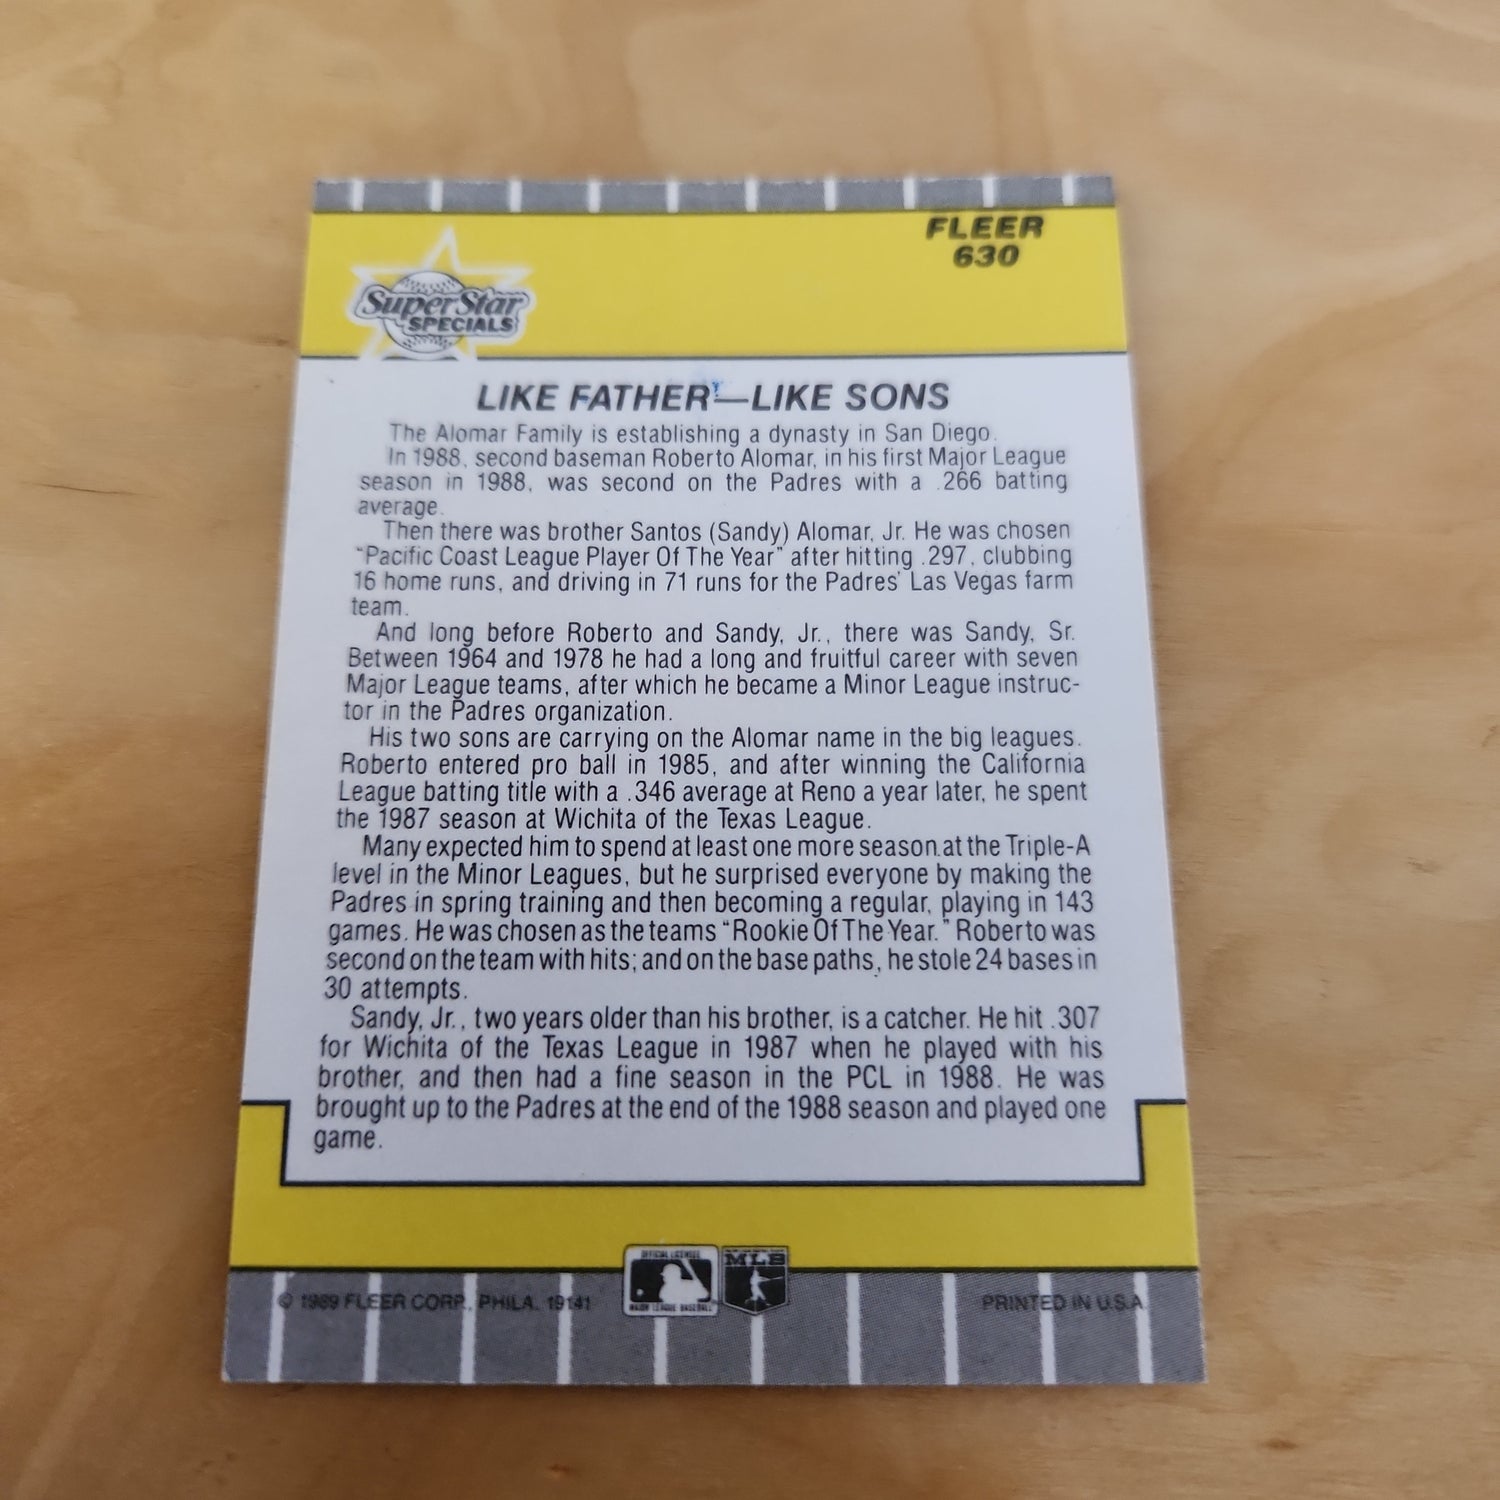 FLEER
630
SuperStar
SPECIALS
LIKE FATHER—LIKE SONS
The Alomar Family is establishing a dynasty in San Diego.
In 1988, second baseman Roberto Alomar, in his first Major League
season in 1988, was second on the Padres with a .266 batting
average.
Then there was brother Santos (Sandy) Alomar, Jr. He was chosen
“Pacific Coast League Player Of The Year” after hitting .297, clubbing
16 home runs, and driving in 71 runs for the Padres' Las Vegas farm
team.
And long before Roberto and Sandy, Jr., there was Sandy, Sr.
Between 1964 and 1978 he had a long and fruitful career with seven
Major League teams, after which he became a Minor League instruc-
tor in the Padres organization.
His two sons are carrying on the Alomar name in the big leagues.
Roberto entered pro ball in 1985, and after winning the California
League batting title with a .346 average at Reno a year later, he spent
the 1987 season at Wichita of the Texas League.
Many expected him to spend at least one more season at the Triple-A
level in the Minor Leagues, but he surprised everyone by making the
Padres in spring training and then becoming a regular, playing in 143
games. He was chosen as the teams “Rookie Of The Year.” Roberto was
second on the team with hits; and on the base paths, he stole 24 bases in
30 attempts.
Sandy, Jr., two years older than his brother, is a catcher. He hit .307
for Wichita of the Texas League in 1987 when he played with his
brother, and then had a fine season in the PCL in 1988. He was
brought up to the Padres at the end of the 1988 season and played one
game.
OFFICIAL LICENSEE
MAJOR LEAGUE BASEBALL
MLB
© 1989 FLEER CORP., PHILA. 19141
PRINTED IN U.S.A.